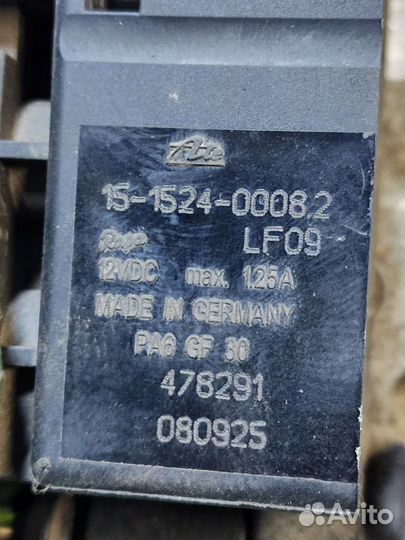 Ate
15-1524-0008.2
LF09
12VDC max. 1.25A
MADE IN GERMANY
PA6 GF 30
478291
080925
Avito